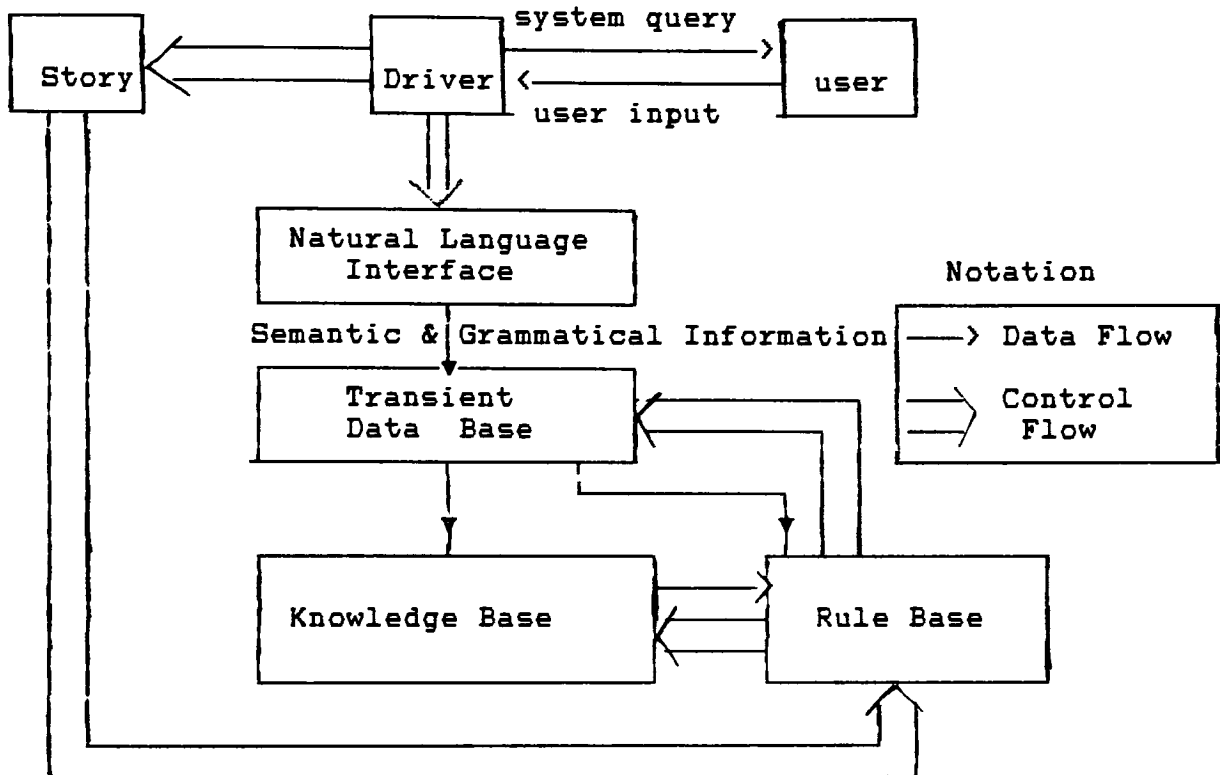 system query
Story
Driver
user
user input
Natural Language
Interface
Notation
Semantic & Grammatical Information
Data Flow
Transient
Data Base
Control
Flow
Knowledge Base
Rule Base